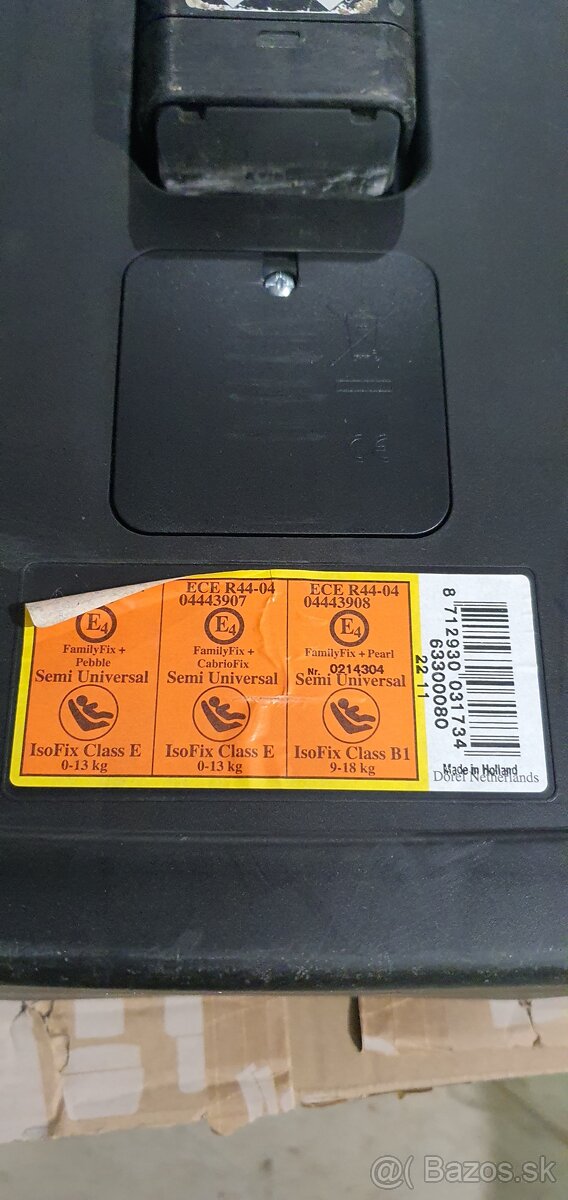 CE
E4
FamilyFix +
Pebble
Semi Universal
IsoFix Class E
0-13 kg
ECE R44-04
04443907
E4
FamilyFix +
CabrioFix
Semi Universal
IsoFix Class E
0-13 kg
ECE R44-04
04443908
E4
FamilyFix + Pearl
Nr. 0214304
Semi Universal
IsoFix Class B1
9-18 kg
8 712930 031734
63300080
22 11
Made in Holland
Dorel Netherlands
@( Bazos.sk